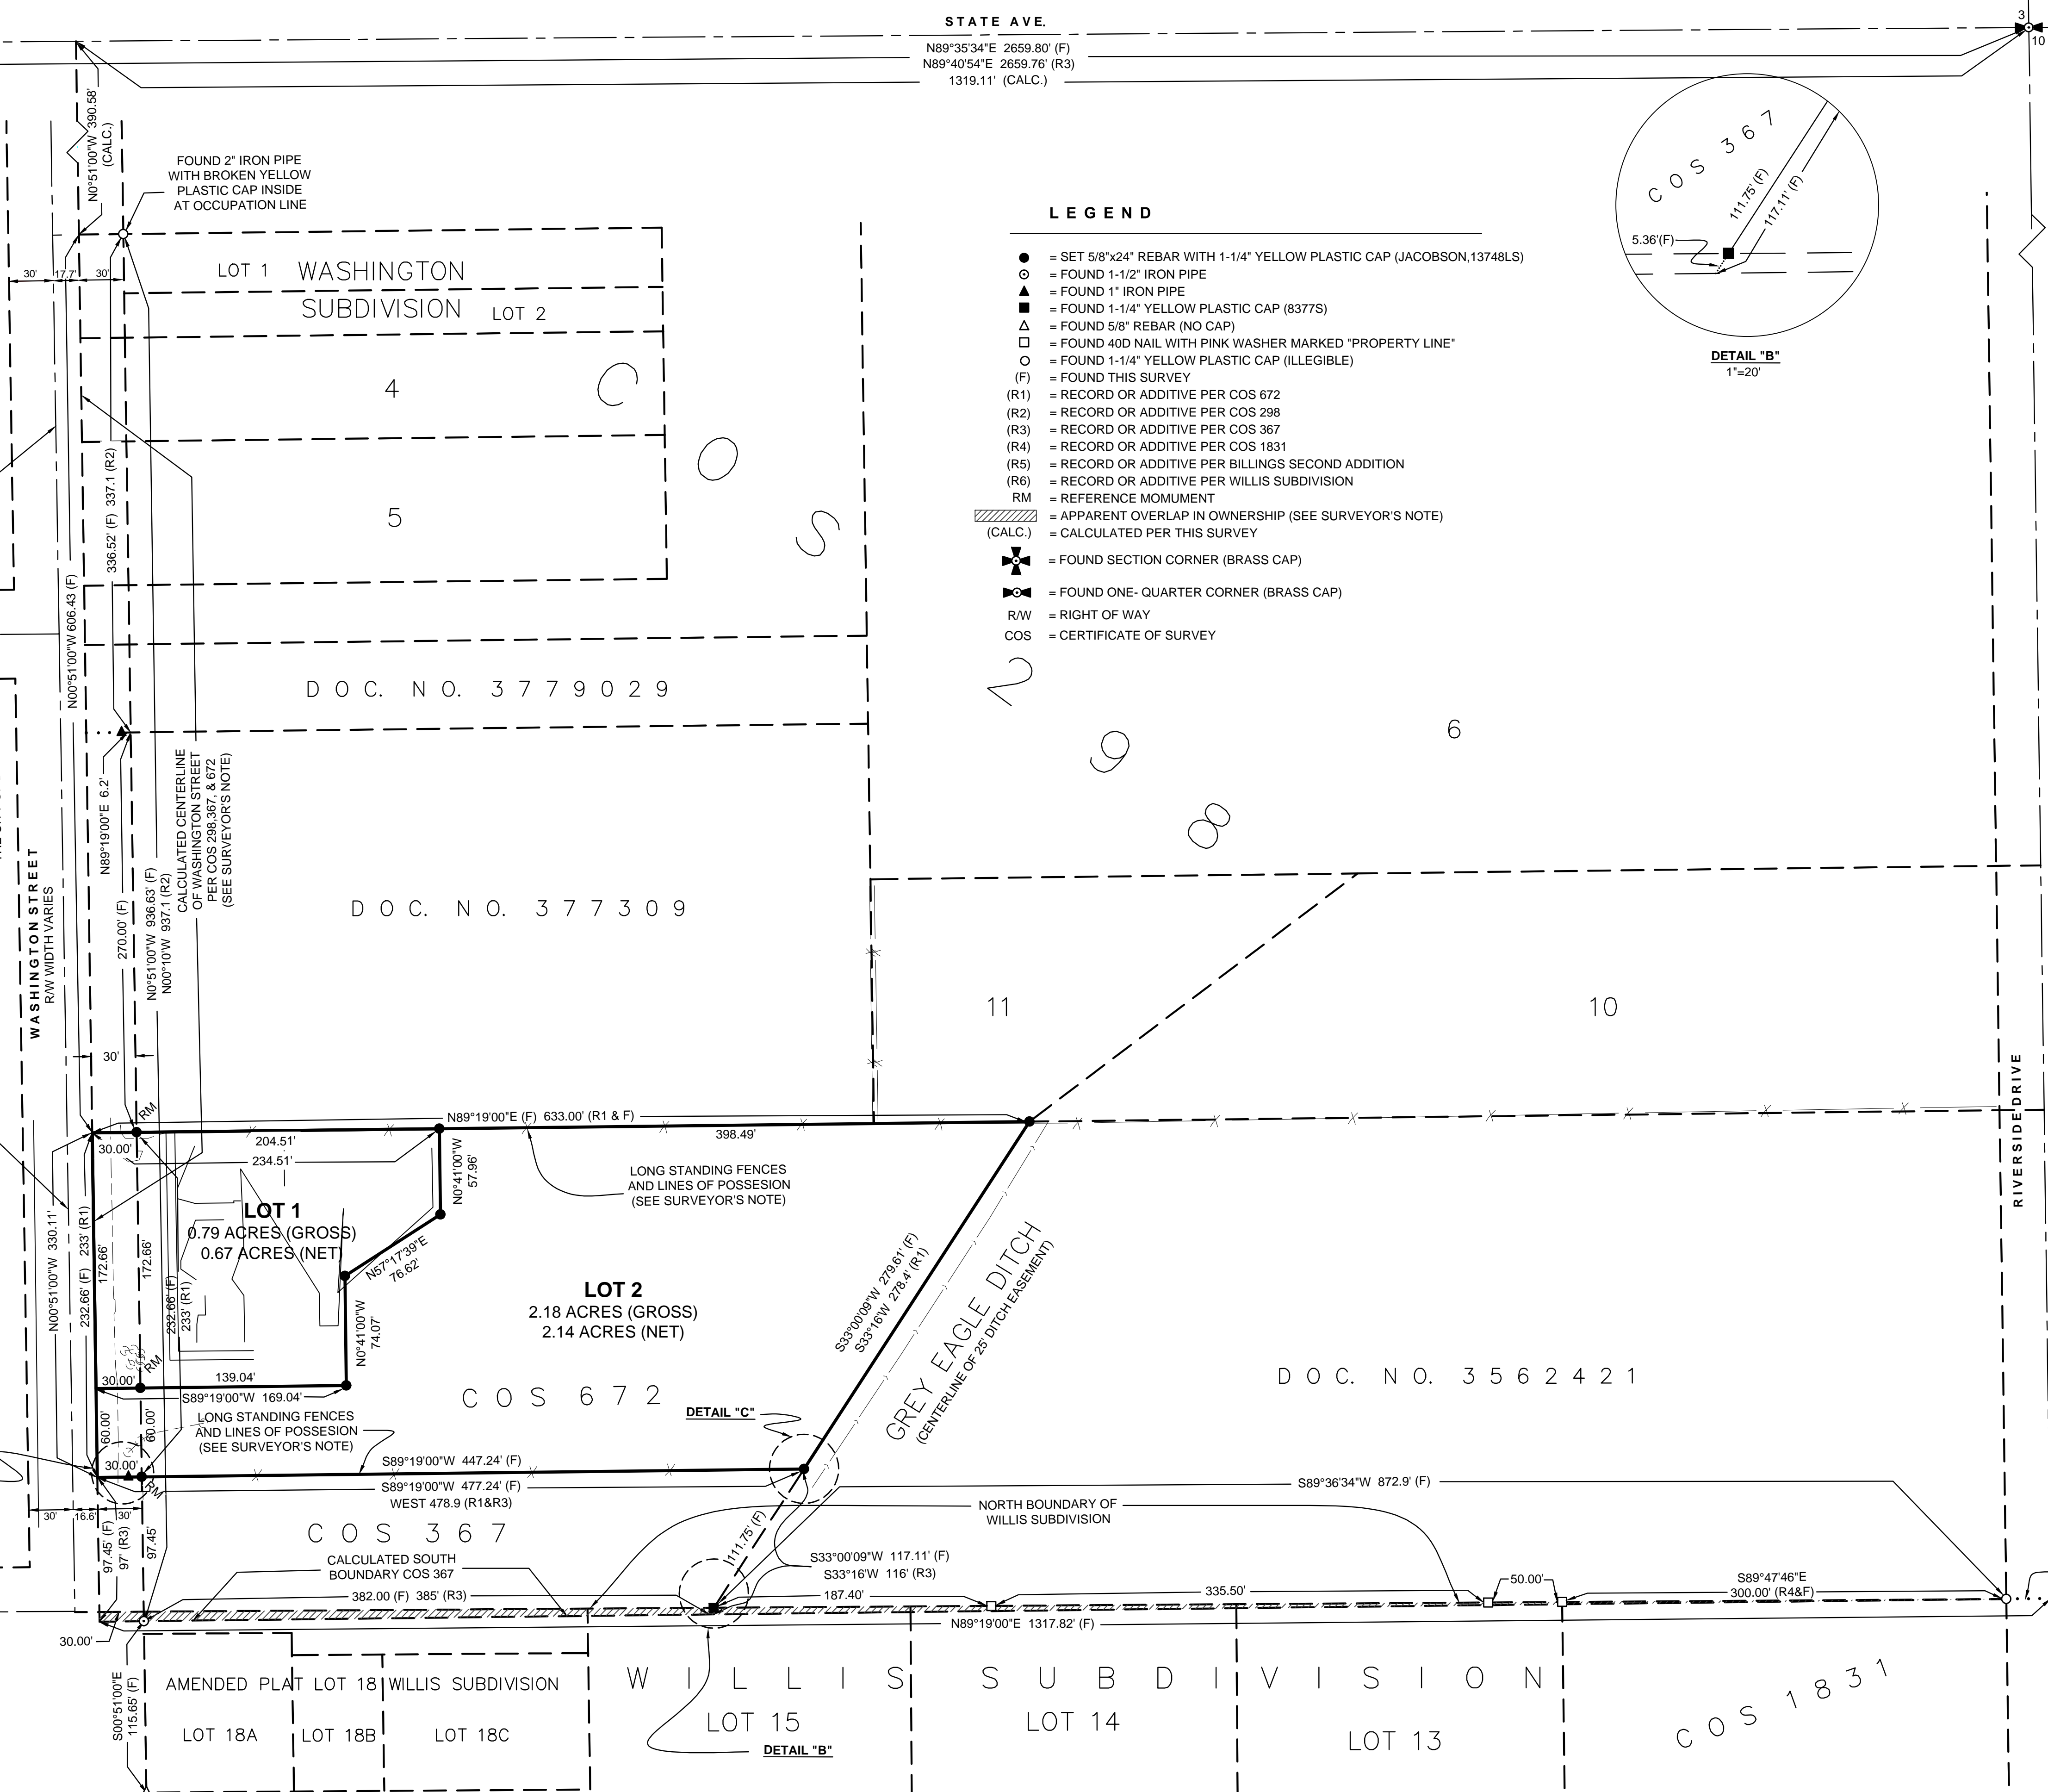 STATE AVE.
N89°35'34"E 2659.80' (F)
N89°40'54"E 2659.76' (R3)
1319.11' (CALC.)
3
10
N0°51'00"W 390.58'
(CALC.)
FOUND 2" IRON PIPE
WITH BROKEN YELLOW
PLASTIC CAP INSIDE
AT OCCUPATION LINE
30'
17.7'
30'
LOT 1 WASHINGTON
SUBDIVISION LOT 2
4
5
COS 298
6
LEGEND
= SET 5/8"x24" REBAR WITH 1-1/4" YELLOW PLASTIC CAP (JACOBSON,13748LS)
= FOUND 1-1/2" IRON PIPE
= FOUND 1" IRON PIPE
= FOUND 1-1/4" YELLOW PLASTIC CAP (8377S)
= FOUND 5/8" REBAR (NO CAP)
= FOUND 40D NAIL WITH PINK WASHER MARKED "PROPERTY LINE"
= FOUND 1-1/4" YELLOW PLASTIC CAP (ILLEGIBLE)
(F) = FOUND THIS SURVEY
(R1) = RECORD OR ADDITIVE PER COS 672
(R2) = RECORD OR ADDITIVE PER COS 298
(R3) = RECORD OR ADDITIVE PER COS 367
(R4) = RECORD OR ADDITIVE PER COS 1831
(R5) = RECORD OR ADDITIVE PER BILLINGS SECOND ADDITION
(R6) = RECORD OR ADDITIVE PER WILLIS SUBDIVISION
RM = REFERENCE MOMUMENT
= APPARENT OVERLAP IN OWNERSHIP (SEE SURVEYOR'S NOTE)
(CALC.) = CALCULATED PER THIS SURVEY
= FOUND SECTION CORNER (BRASS CAP)
= FOUND ONE- QUARTER CORNER (BRASS CAP)
R/W = RIGHT OF WAY
COS = CERTIFICATE OF SURVEY
COS 367
111.75' (F)
117.11' (F)
5.36'(F)
DETAIL "B"
1"=20'
336.52' (F) 337.1 (R2)
N00°51'00"W 606.43 (F)
DOC. NO. 3779029
N89°19'00"E 6.2'
CALCULATED CENTERLINE
OF WASHINGTON STREET
PER COS 298,367, & 672
(SEE SURVEYOR'S NOTE)
WASHINGTON STREET
R/W WIDTH VARIES
270.00' (F)
N0°51'00"W 936.63' (F)
N00°10'W 937.1 (R2)
DOC. NO. 377309
11
10
RIVERSIDE DRIVE
30'
RM
N89°19'00"E (F) 633.00' (R1 & F)
30.00'
204.51'
234.51'
398.49'
N0°41'00"W
57.96'
LONG STANDING FENCES
AND LINES OF POSSESION
(SEE SURVEYOR'S NOTE)
LOT 1
0.79 ACRES (GROSS)
0.67 ACRES (NET)
N57°17'39"E
76.62'
N00°51'00"W 330.11'
232.66' (F) 233' (R1)
172.66'
172.66'
232.66' (F)
233' (R1)
LOT 2
2.18 ACRES (GROSS)
2.14 ACRES (NET)
N0°41'00"W
74.07'
S33°00'09"W 279.61' (F)
S33°16'W 278.4' (R1)
GREY EAGLE DITCH
(CENTERLINE OF 25' DITCH EASEMENT)
DOC. NO. 3562421
RM
30.00'
139.04'
S89°19'00"W 169.04'
COS 672
DETAIL "C"
60.00'
60.00'
LONG STANDING FENCES
AND LINES OF POSSESION
(SEE SURVEYOR'S NOTE)
30.00'
RM
S89°19'00"W 447.24' (F)
S89°19'00"W 477.24' (F)
WEST 478.9 (R1&R3)
S89°36'34"W 872.9' (F)
NORTH BOUNDARY OF
WILLIS SUBDIVISION
30'
16.6'
30'
97.45' (F)
97' (R3)
97.45'
COS 367
CALCULATED SOUTH
BOUNDARY COS 367
111.75' (F)
S33°00'09"W 117.11' (F)
S33°16'W 116' (R3)
382.00 (F) 385' (R3)
187.40'
335.50'
50.00'
S89°47'46"E
300.00' (R4&F)
N89°19'00"E 1317.82' (F)
30.00'
S00°51'00"E
115.65' (F)
AMENDED PLAT LOT 18 WILLIS SUBDIVISION
LOT 18A
LOT 18B
LOT 18C
WILLIS SUBDIVISION
LOT 15
LOT 14
LOT 13
COS 1831
DETAIL "B"